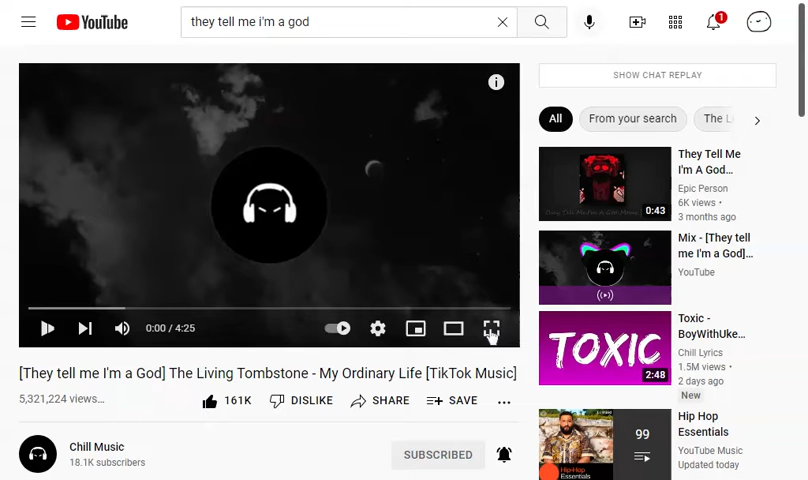 YouTube
they tell me i'm a god
1
SHOW CHAT REPLAY
All
From your search
The L
0:00 / 4:25
[They tell me I'm a God] The Living Tombstone - My Ordinary Life [TikTok Music]
5,321,224 views...
161K
DISLIKE
SHARE
SAVE
Chill Music
18.1K subscribers
SUBSCRIBED
0:43
They Tell Me
I'm A God...
Epic Person
6K views •
3 months ago
Mix - [They tell
me I'm a God]...
YouTube
TOXIC
2:48
Toxic -
BoyWithUke...
Chill Lyrics
1.5M views •
2 days ago
New
99
Hip-Hop
Essentials
Hip Hop
Essentials
YouTube Music
Updated today